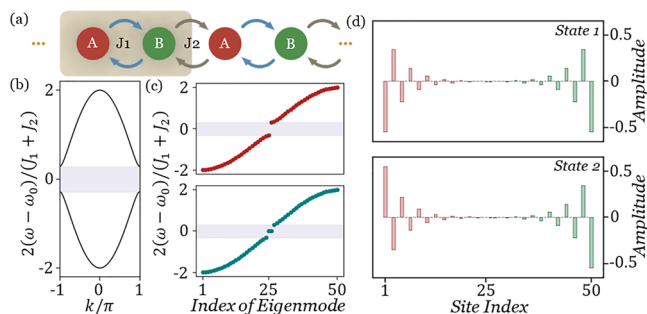 (a)
... A J₁ B J₂ A B ...
(b)
2(ω − ω₀)/(J₁ + J₂)
2
0
-2
-1 0 1
k/π
(c)
2(ω − ω₀)/(J₁ + J₂)
2
0
-2
2
0
-2
1 25 50
Index of Eigenmode
(d)
State 1
0.5
0
-0.5
Amplitude
State 2
0.5
0
-0.5
Amplitude
1 25 50
Site Index